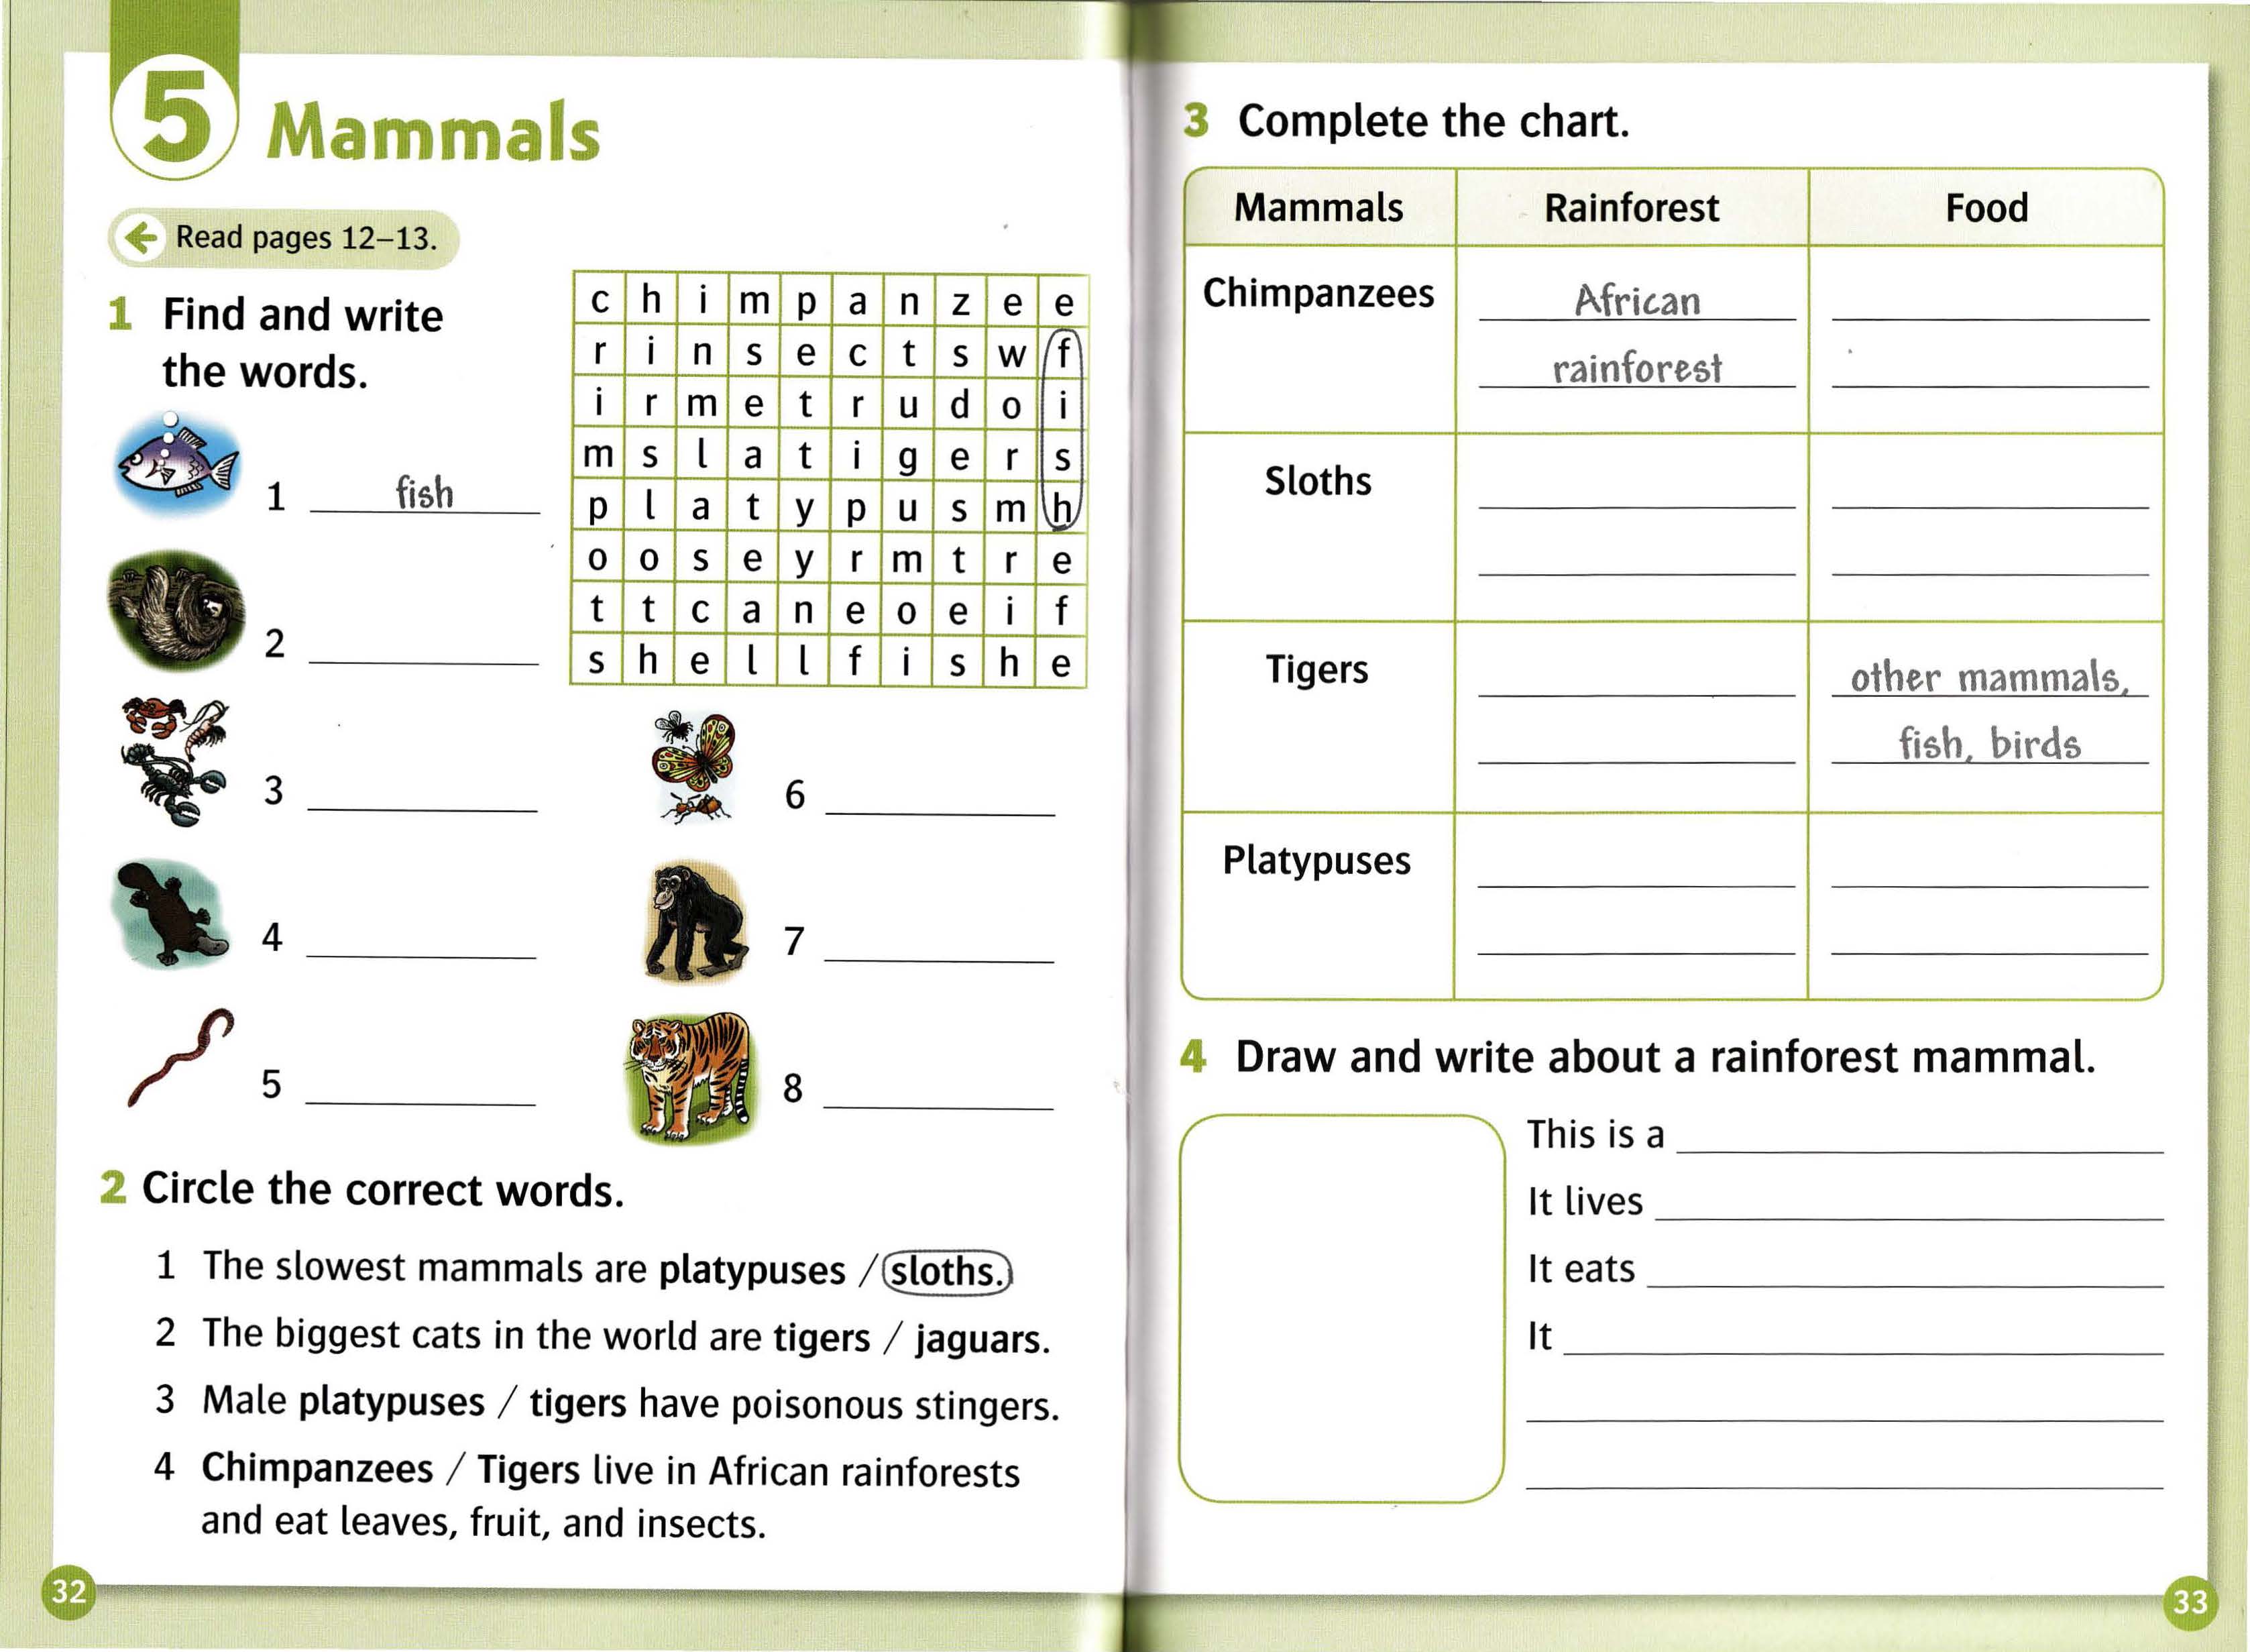 5 Mammals
Read pages 12–13.
1 Find and write
the words.
c h i m p a n z e e
r i n s e c t s w f
i r m e t r u d o i
m s l a t i g e r s
p l a t y p u s m h
o o s e y r m t r e
t t c a n e o e i f
s h e l l f i s h e
1 fish
2
3
4
5
6
7
8
2 Circle the correct words.
1 The slowest mammals are platypuses / sloths.
2 The biggest cats in the world are tigers / jaguars.
3 Male platypuses / tigers have poisonous stingers.
4 Chimpanzees / Tigers live in African rainforests
and eat leaves, fruit, and insects.
32
3 Complete the chart.
Mammals Rainforest Food
Chimpanzees African
rainforest
Sloths
Tigers other mammals,
fish, birds
Platypuses
4 Draw and write about a rainforest mammal.
This is a
It lives
It eats
It
33